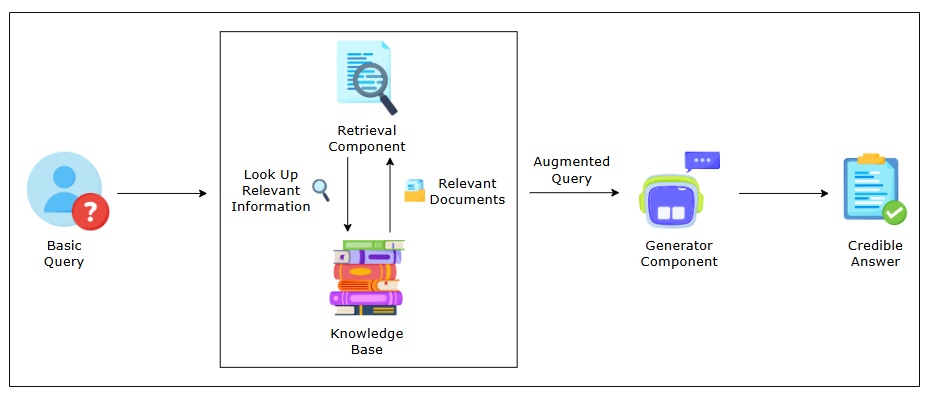 Basic
Query
Retrieval
Component
Look Up
Relevant
Information
Relevant
Documents
Knowledge
Base
Augmented
Query
Generator
Component
Credible
Answer